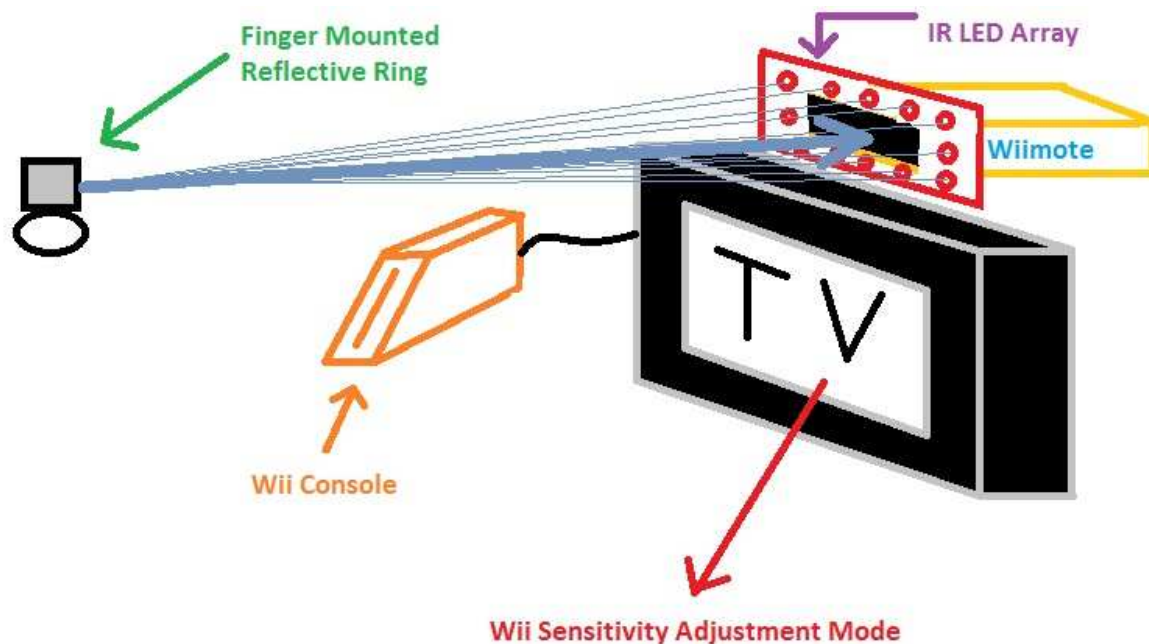 Finger Mounted
Reflective Ring
IR LED Array
Wiimote
TV
Wii Console
Wii Sensitivity Adjustment Mode